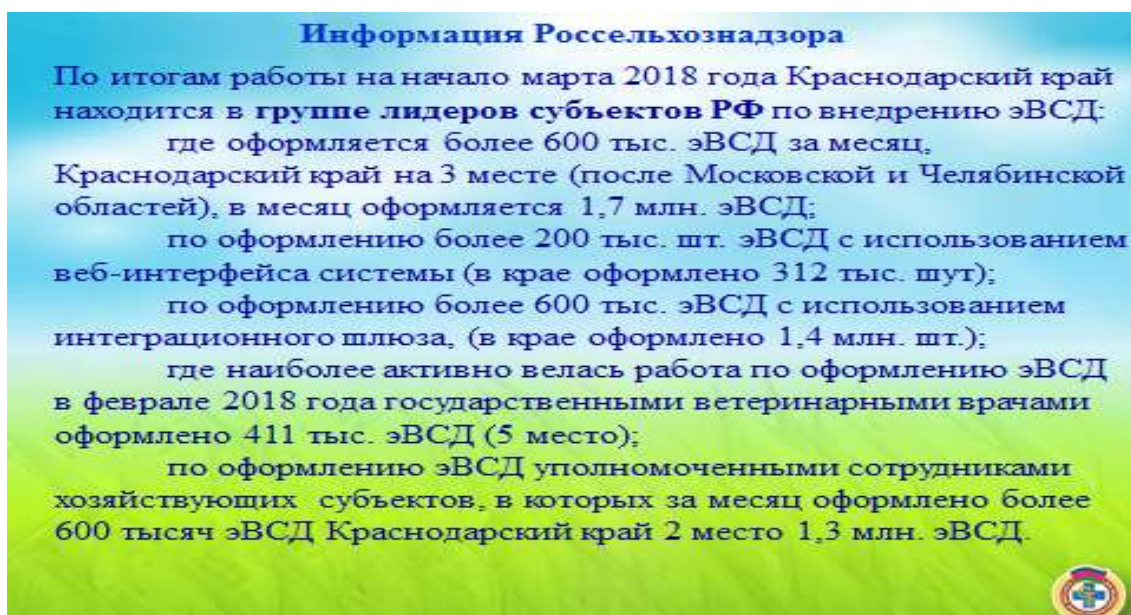 Информация Россельхознадзора
По итогам работы на начало марта 2018 года Краснодарский край
находится в группе лидеров субъектов РФ по внедрению эВСД:
где оформляется более 600 тыс. эВСД за месяц,
Краснодарский край на 3 месте (после Московской и Челябинской
областей), в месяц оформляется 1,7 млн. эВСД;
по оформлению более 200 тыс. шт. эВСД с использованием
веб-интерфейса системы (в крае оформлено 312 тыс. шут);
по оформлению более 600 тыс. эВСД с использованием
интеграционного шлюза, (в крае оформлено 1,4 млн. шт.);
где наиболее активно велась работа по оформлению эВСД
в феврале 2018 года государственными ветеринарными врачами
оформлено 411 тыс. эВСД (5 место);
по оформлению эВСД уполномоченными сотрудниками
хозяйствующих субъектов, в которых за месяц оформлено более
600 тысяч эВСД Краснодарский край 2 место 1,3 млн. эВСД.